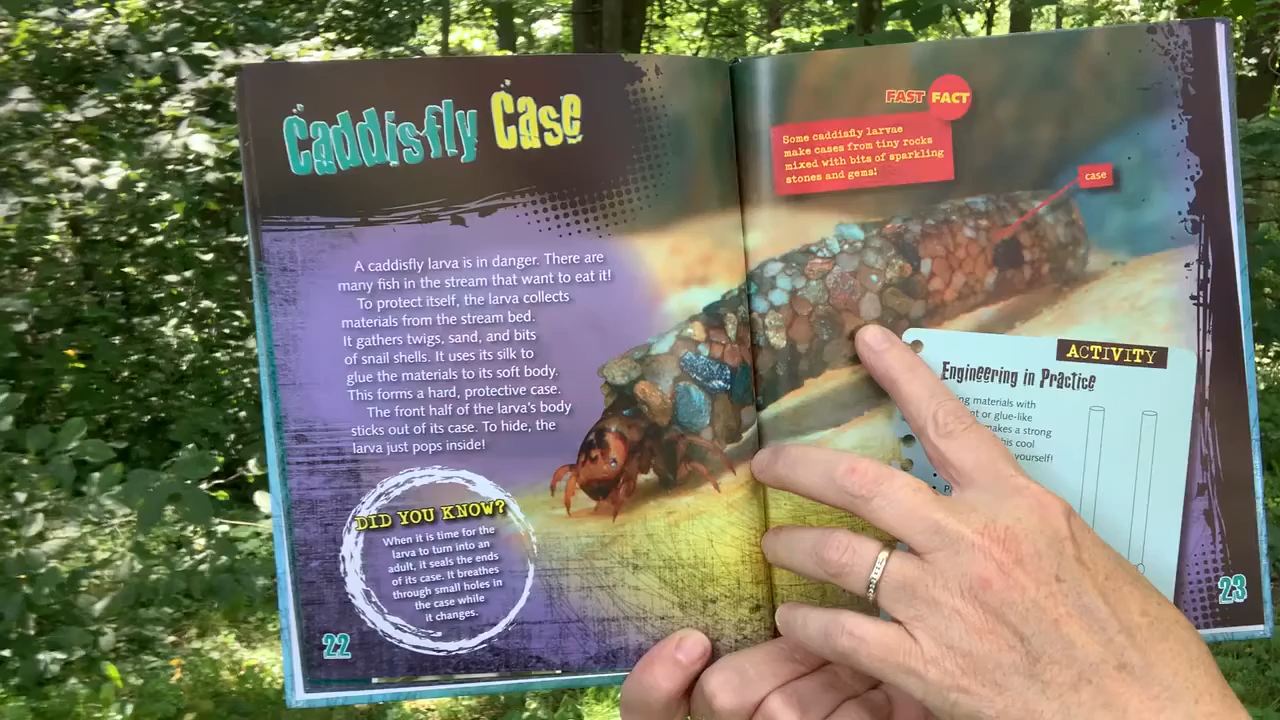 Caddisfly Case
A caddisfly larva is in danger. There are
many fish in the stream that want to eat it!
To protect itself, the larva collects
materials from the stream bed.
It gathers twigs, sand, and bits
of snail shells. It uses its silk to
glue the materials to its soft body.
This forms a hard, protective case.
The front half of the larva's body
sticks out of its case. To hide, the
larva just pops inside!
DID YOU KNOW?
When it is time for the
larva to turn into an
adult, it seals the ends
of its case. It breathes
through small holes in
the case while
it changes.
22
FAST FACT
Some caddisfly larvae
make cases from tiny rocks
mixed with bits of sparkling
stones and gems!
case
ACTIVITY
Engineering in Practice
materials with
or glue-like
makes a strong
cool
yourself!
23